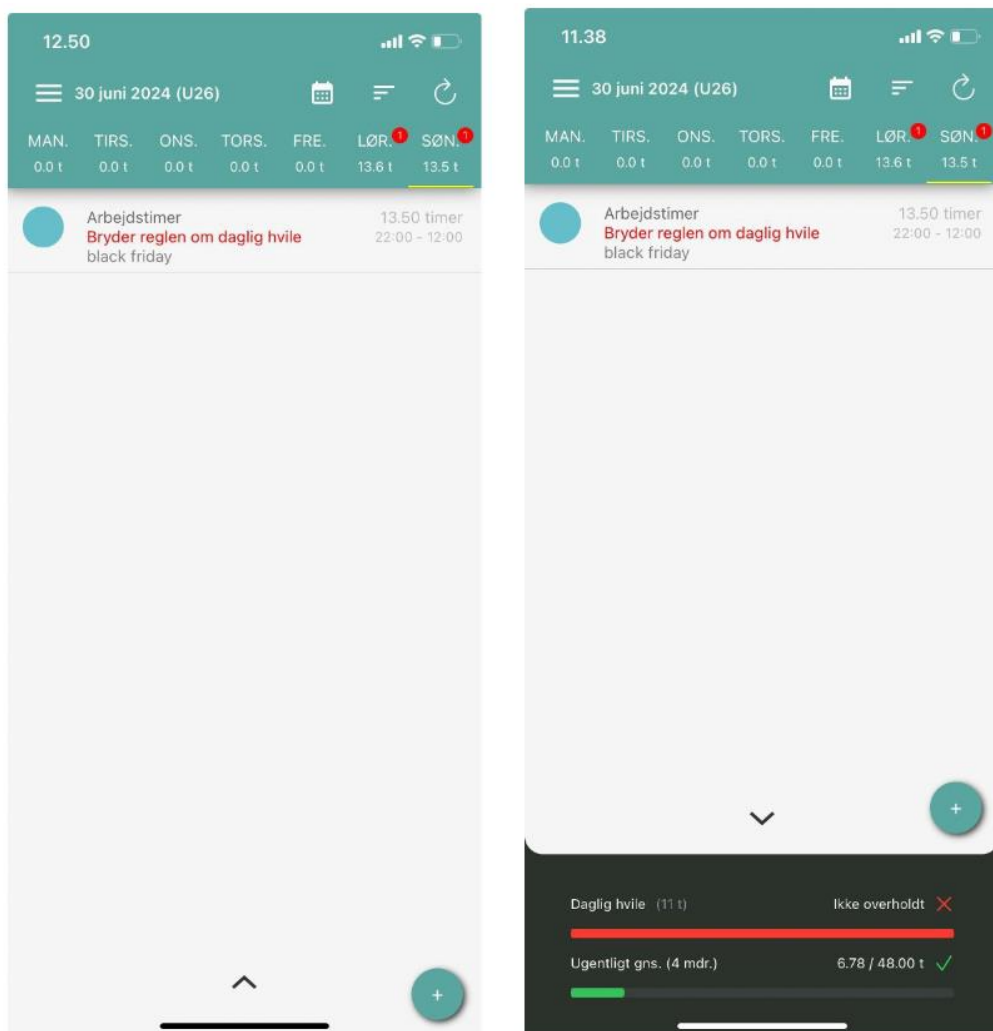 12.50
30 juni 2024 (U26)
MAN. TIRS. ONS. TORS. FRE. LØR. 1 SØN. 1
0.0 t 0.0 t 0.0 t 0.0 t 0.0 t 13.6 t 13.5 t
Arbejdstimer 13.50 timer
Bryder reglen om daglig hvile 22:00 - 12:00
black friday
+
11.38
30 juni 2024 (U26)
MAN. TIRS. ONS. TORS. FRE. LØR. 1 SØN. 1
0.0 t 0.0 t 0.0 t 0.0 t 0.0 t 13.6 t 13.5 t
Arbejdstimer 13.50 timer
Bryder reglen om daglig hvile 22:00 - 12:00
black friday
+
Daglig hvile (11 t) Ikke overholdt
Ugentligt gns. (4 mdr.) 6.78 / 48.00 t